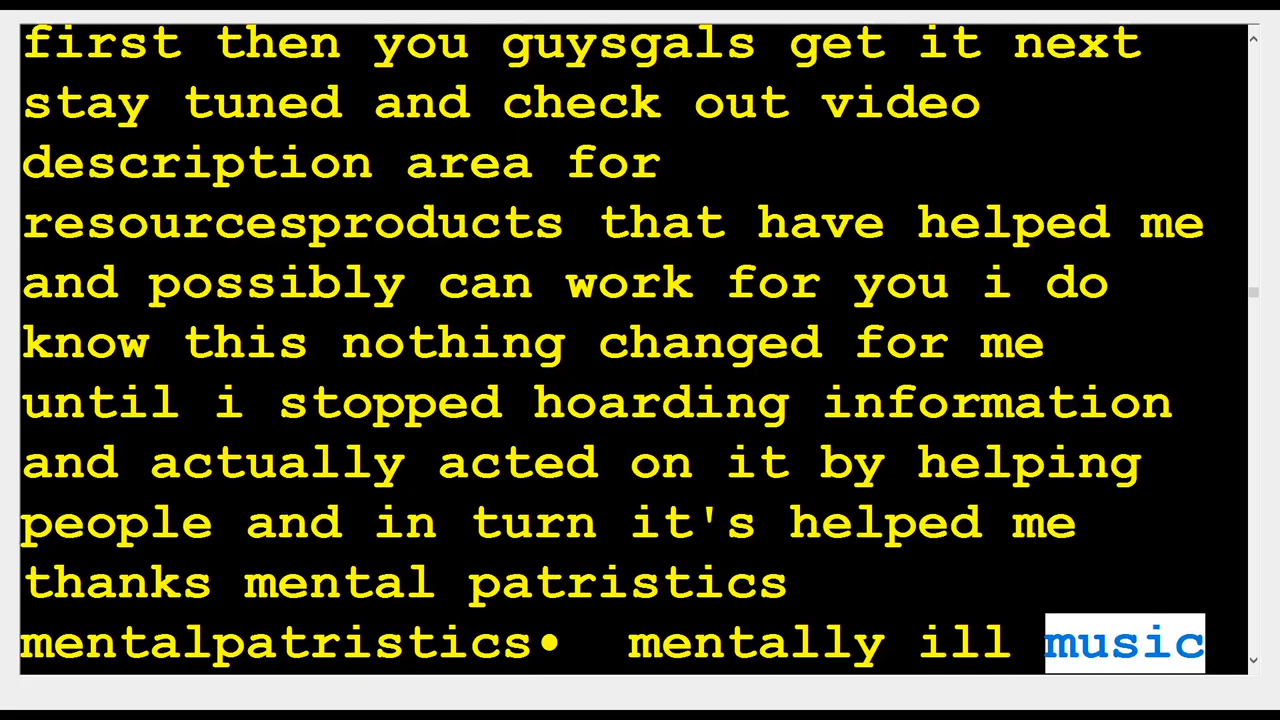 first then you guysgals get it next
stay tuned and check out video
description area for
resourcesproducts that have helped me
and possibly can work for you i do
know this nothing changed for me
until i stopped hoarding information
and actually acted on it by helping
people and in turn it's helped me
thanks mental patristics
mentalpatristics•  mentally ill music